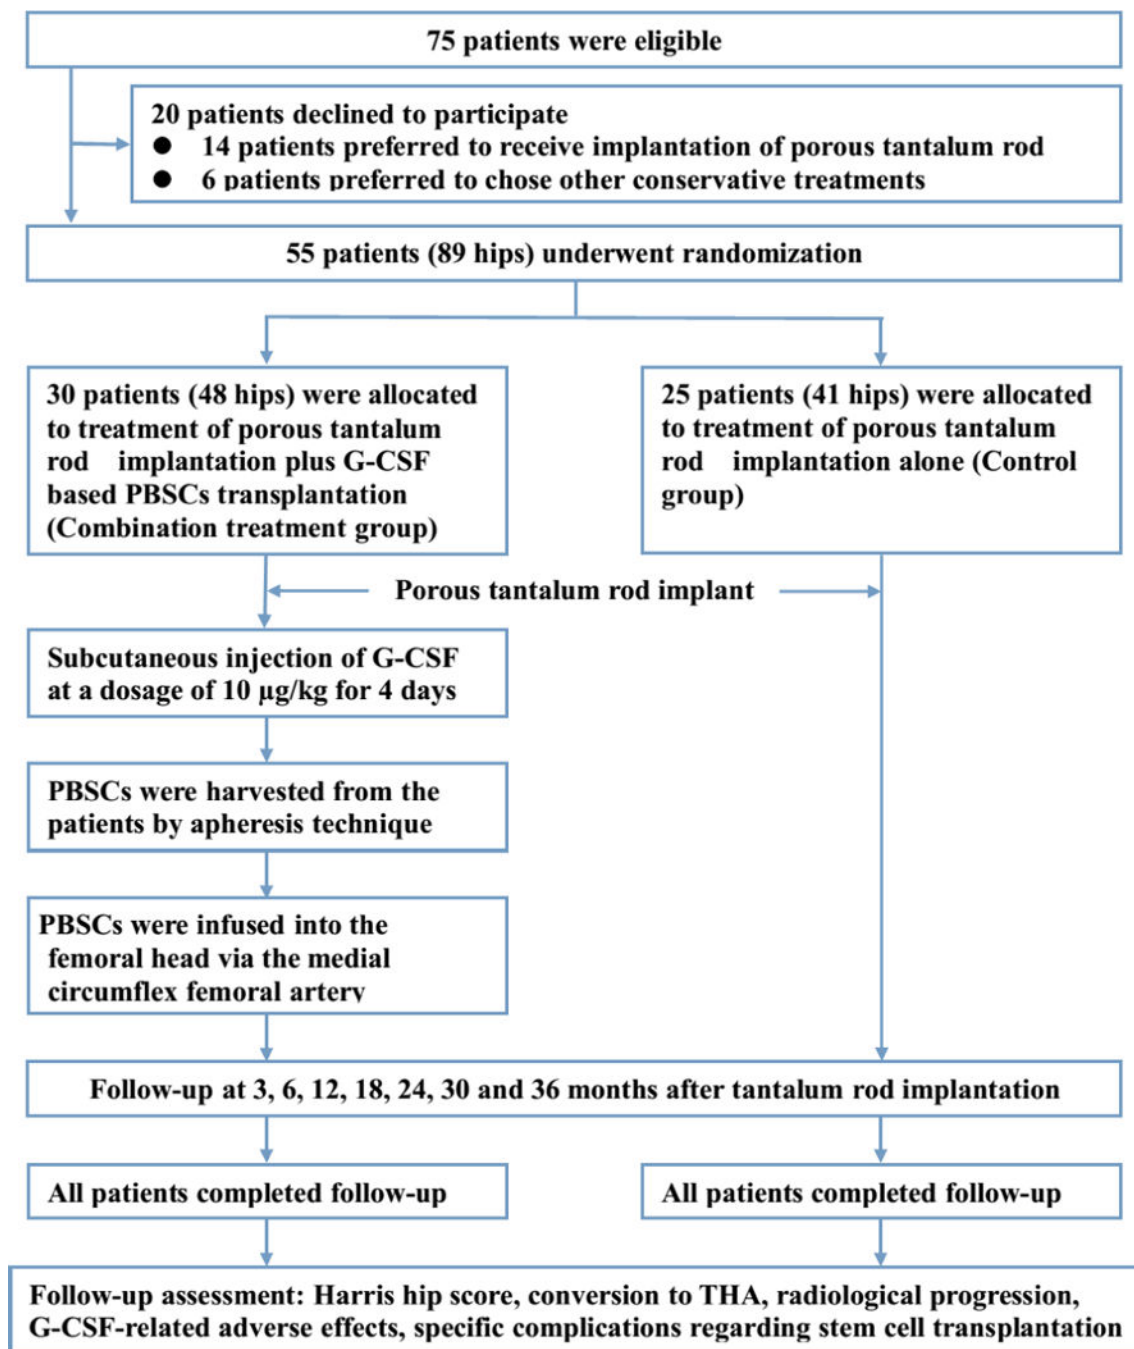 75 patients were eligible
20 patients declined to participate
● 14 patients preferred to receive implantation of porous tantalum rod
● 6 patients preferred to chose other conservative treatments
55 patients (89 hips) underwent randomization
30 patients (48 hips) were allocated
to treatment of porous tantalum
rod implantation plus G-CSF
based PBSCs transplantation
(Combination treatment group)
25 patients (41 hips) were allocated
to treatment of porous tantalum
rod implantation alone (Control
group)
Porous tantalum rod implant
Subcutaneous injection of G-CSF
at a dosage of 10 μg/kg for 4 days
PBSCs were harvested from the
patients by apheresis technique
PBSCs were infused into the
femoral head via the medial
circumflex femoral artery
Follow-up at 3, 6, 12, 18, 24, 30 and 36 months after tantalum rod implantation
All patients completed follow-up
All patients completed follow-up
Follow-up assessment: Harris hip score, conversion to THA, radiological progression,
G-CSF-related adverse effects, specific complications regarding stem cell transplantation